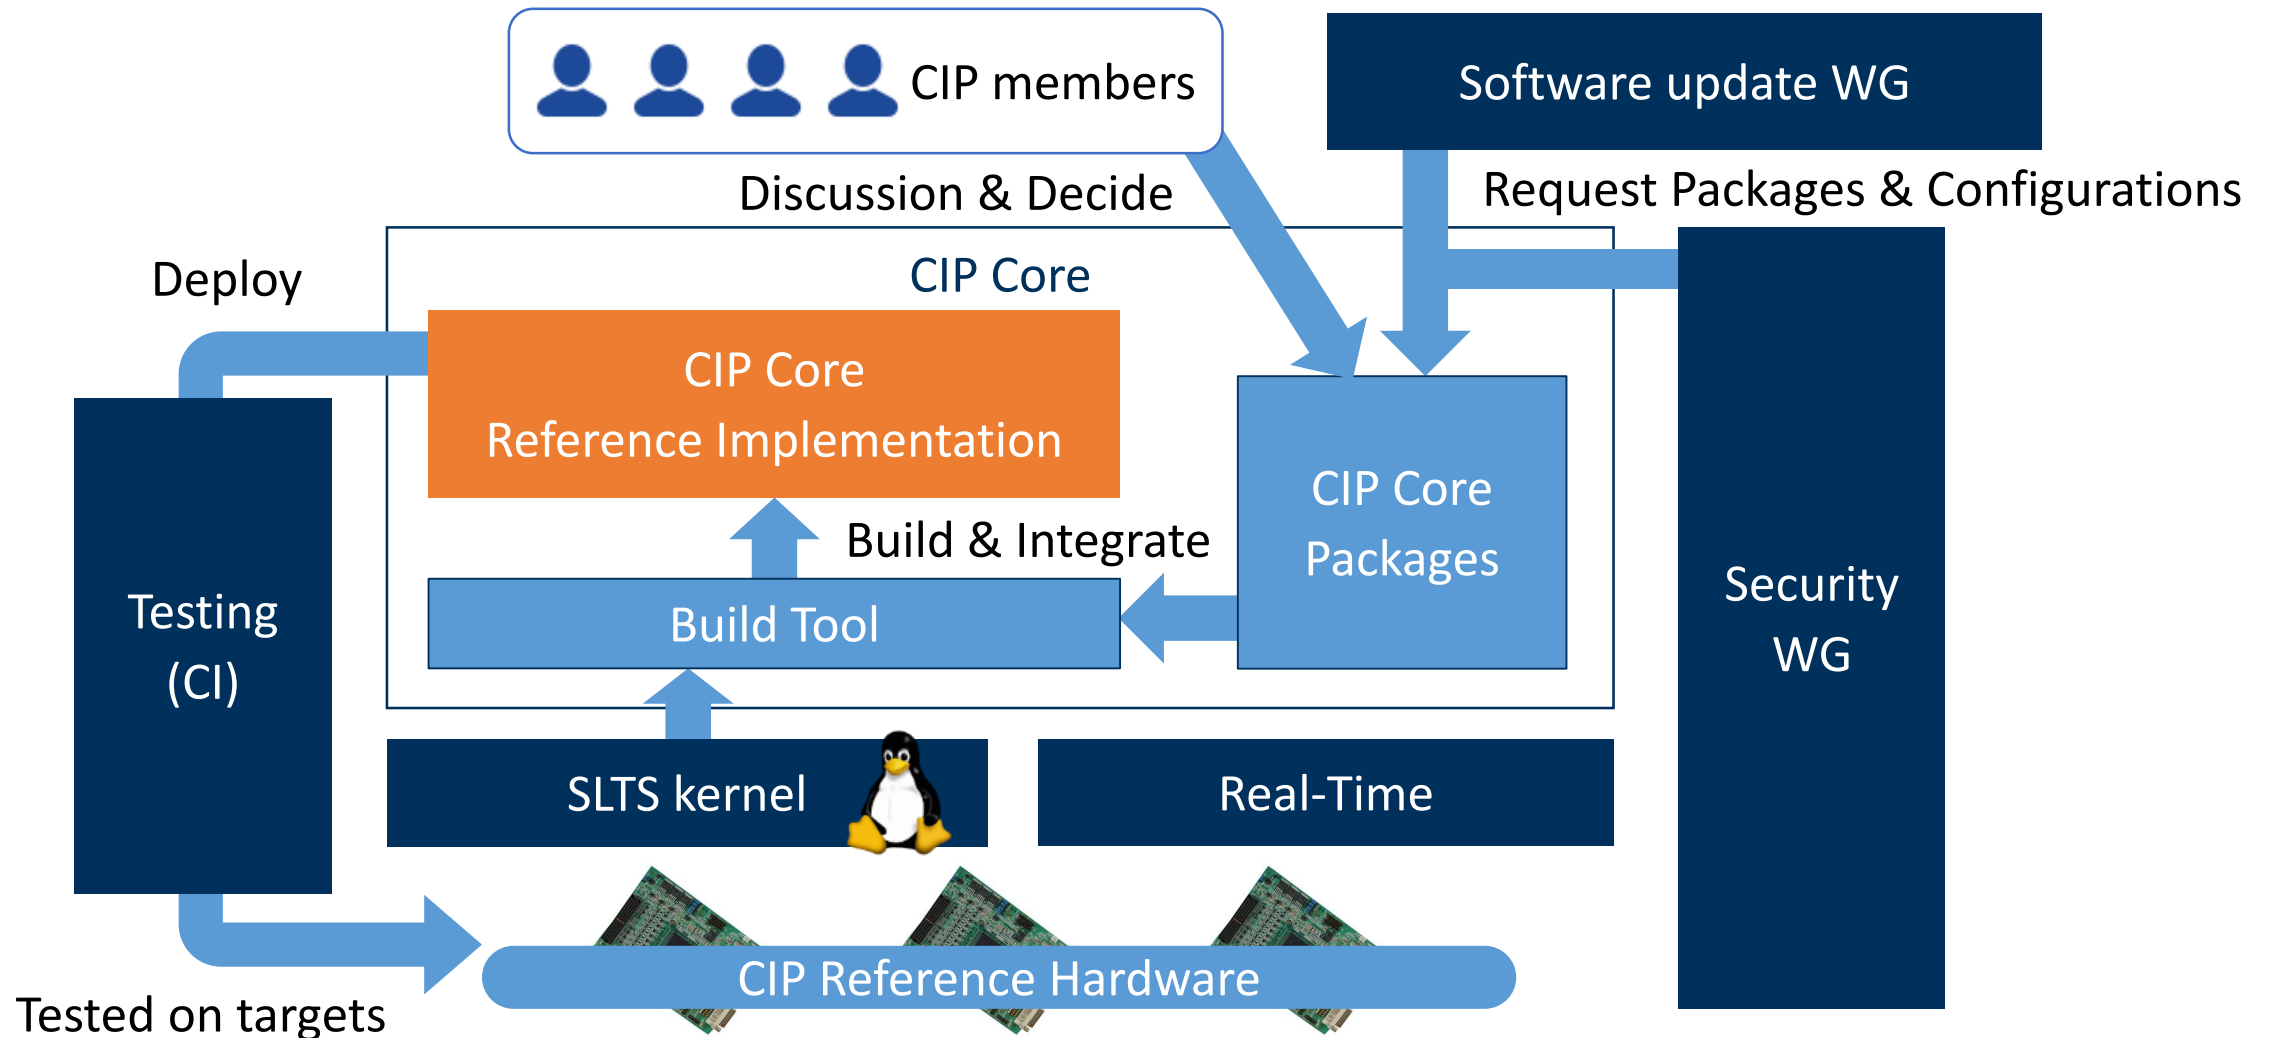 CIP members
Software update WG
Discussion & Decide
Request Packages & Configurations
Deploy
CIP Core
CIP Core
Reference Implementation
CIP Core
Packages
Build & Integrate
Build Tool
Testing
(CI)
Security
WG
SLTS kernel
Real-Time
CIP Reference Hardware
Tested on targets